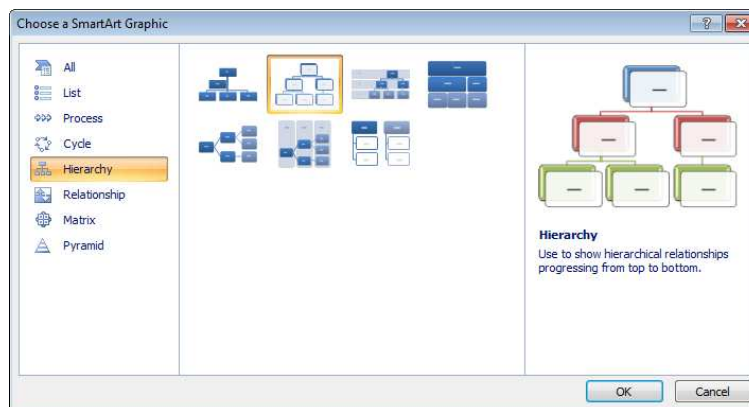 Choose a SmartArt Graphic
All
List
Process
Cycle
Hierarchy
Relationship
Matrix
Pyramid
Hierarchy
Use to show hierarchical relationships
progressing from top to bottom.
OK
Cancel